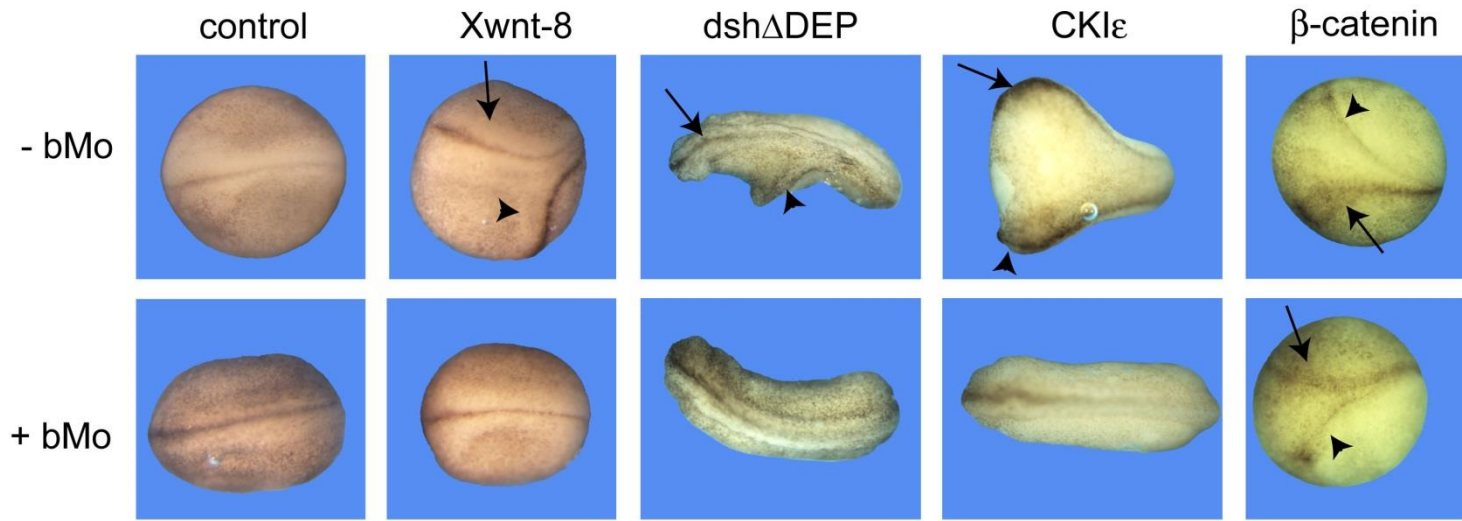 control Xwnt-8 dshΔDEP CKIε β-catenin
- bMo
+ bMo